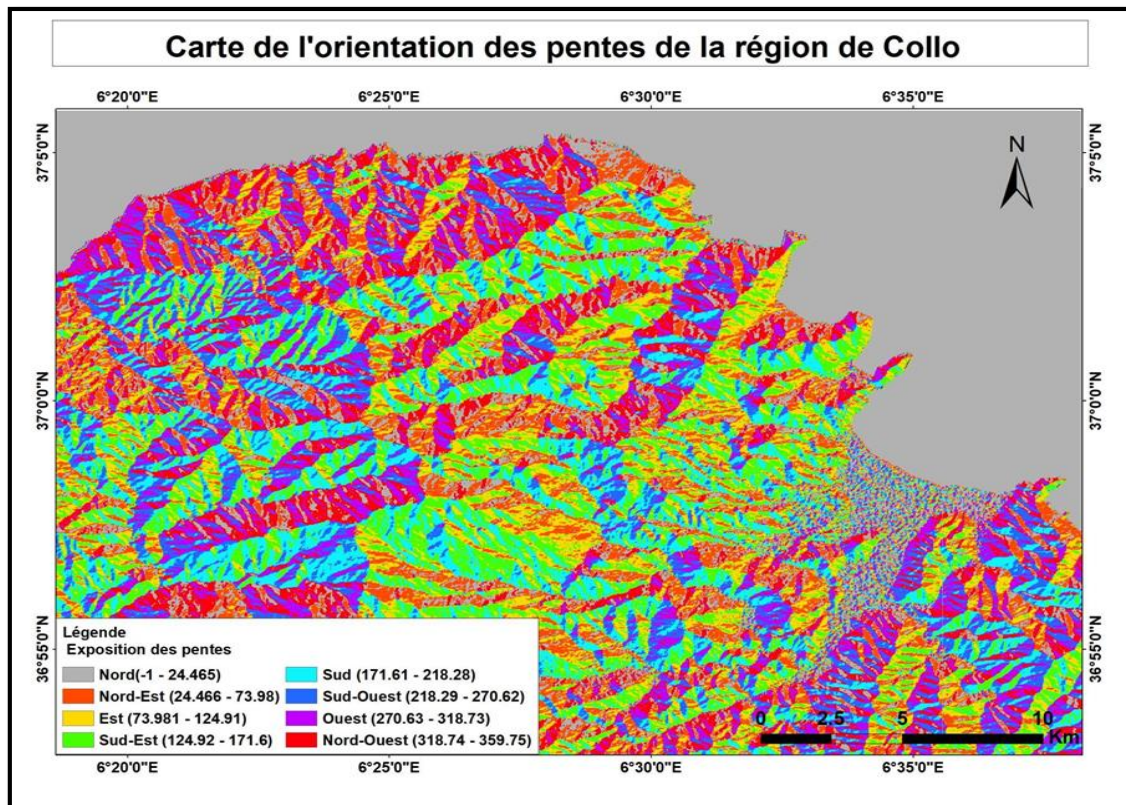 Carte de l'orientation des pentes de la région de Collo
6°20'0"E 6°25'0"E 6°30'0"E 6°35'0"E
37°5'0"N 37°5'0"N
N
37°0'0"N 37°0'0"N
36°55'0"N 36°55'0"N
Légende
Exposition des pentes
Nord(-1 - 24.465) Sud (171.61 - 218.28)
Nord-Est (24.466 - 73.98) Sud-Ouest (218.29 - 270.62)
Est (73.981 - 124.91) Ouest (270.63 - 318.73)
Sud-Est (124.92 - 171.6) Nord-Ouest (318.74 - 359.75)
0 2.5 5 10
Km
6°20'0"E 6°25'0"E 6°30'0"E 6°35'0"E